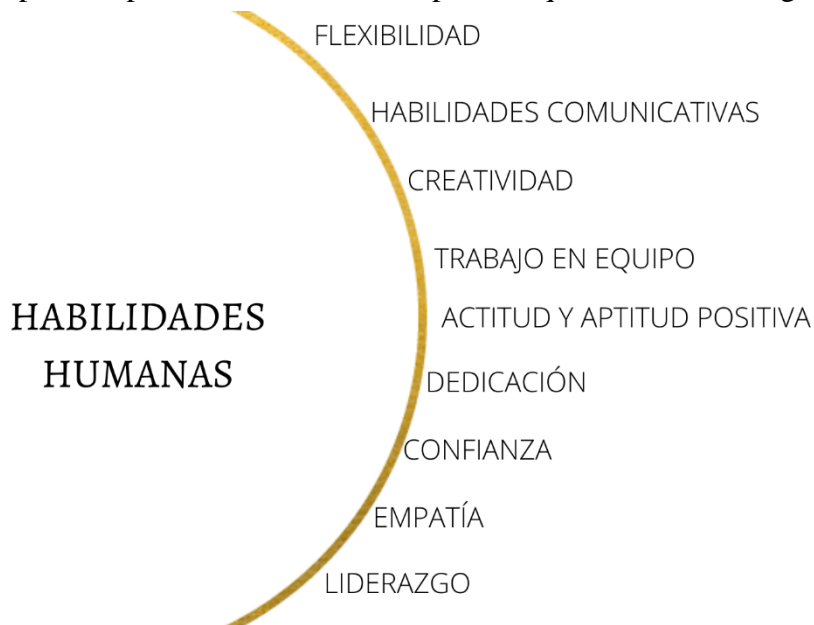 FLEXIBILIDAD
HABILIDADES COMUNICATIVAS
CREATIVIDAD
TRABAJO EN EQUIPO
HABILIDADES
HUMANAS
ACTITUD Y APTITUD POSITIVA
DEDICACIÓN
CONFIANZA
EMPATÍA
LIDERAZGO